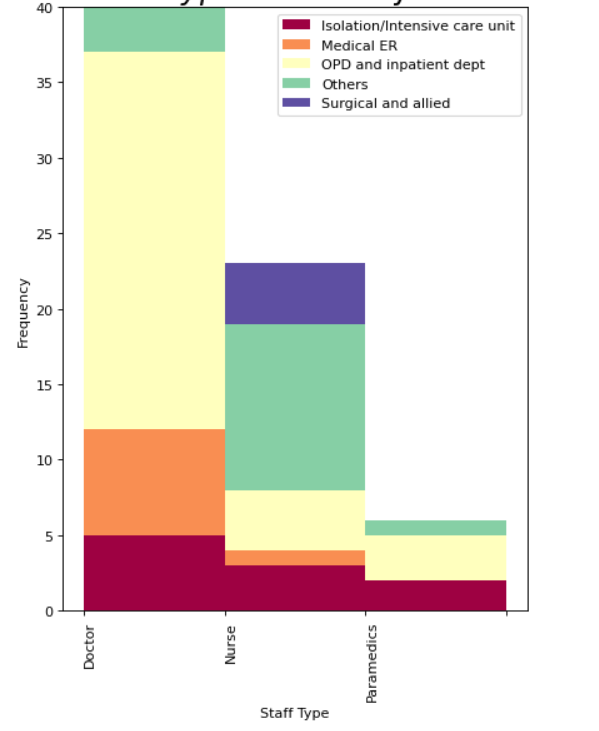 40
35
30
25
20
15
10
5
0
Frequency
Isolation/Intensive care unit
Medical ER
OPD and inpatient dept
Others
Surgical and allied
Doctor
Nurse
Paramedics
Staff Type